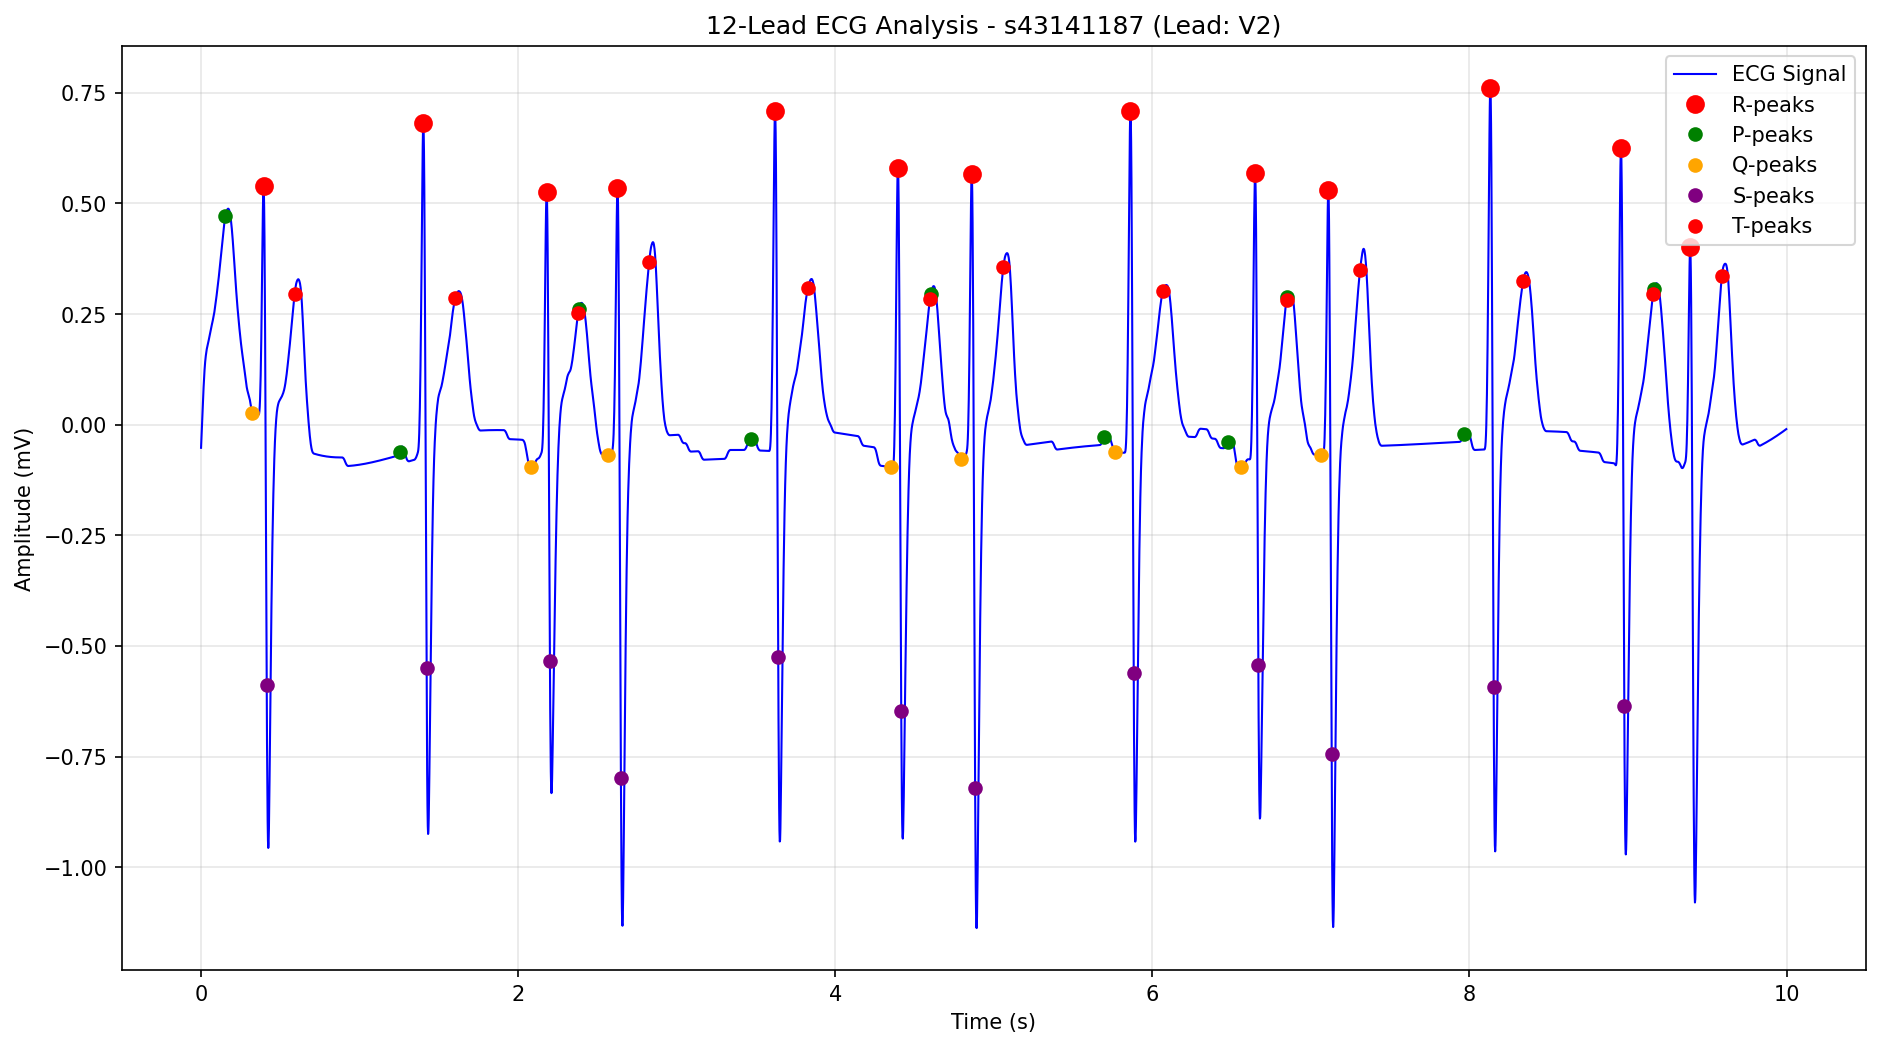 12-Lead ECG Analysis - s43141187 (Lead: V2)
ECG Signal
R-peaks
P-peaks
Q-peaks
S-peaks
T-peaks
Amplitude (mV)
0.75
0.50
0.25
0.00
−0.25
−0.50
−0.75
−1.00
0 2 4 6 8 10
Time (s)